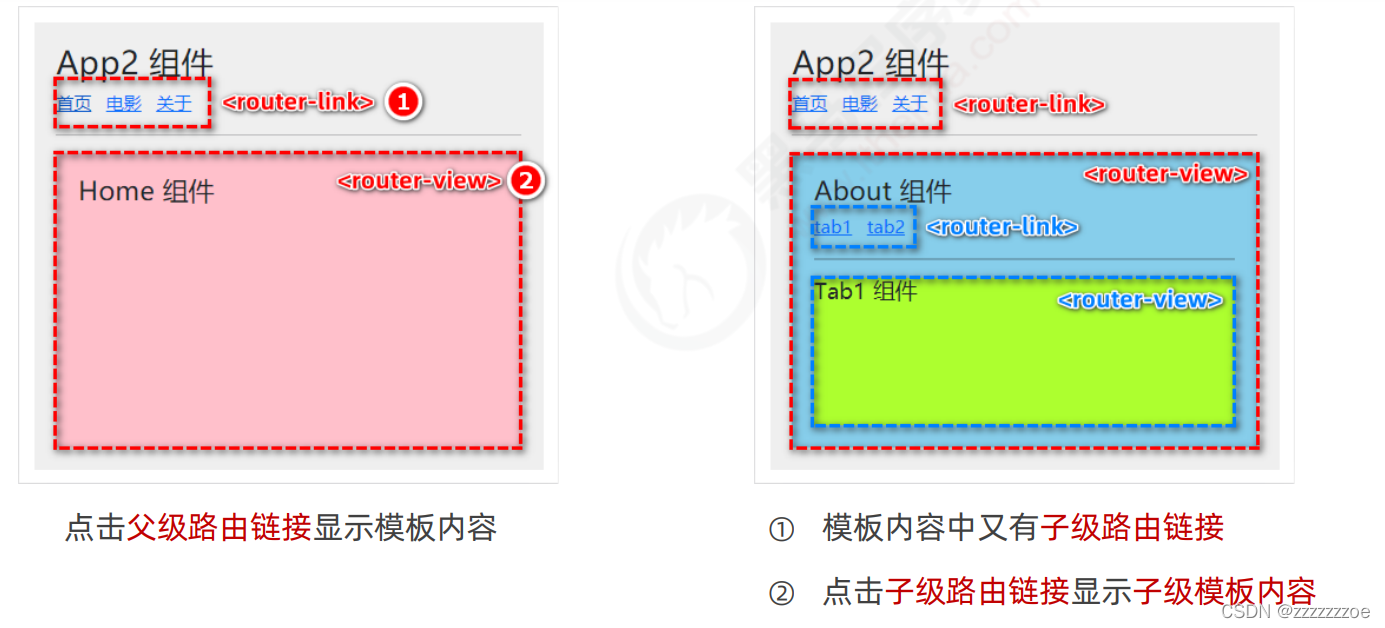 App2 组件
首页 电影 关于 <router-link> 1
Home 组件 <router-view> 2
点击父级路由链接显示模板内容
App2 组件
首页 电影 关于 <router-link>
<router-view>
About 组件
tab1 tab2 <router-link>
Tab1 组件 <router-view>
① 模板内容中又有子级路由链接
② 点击子级路由链接显示子级模板内容
CSDN @zzzzzzzoe